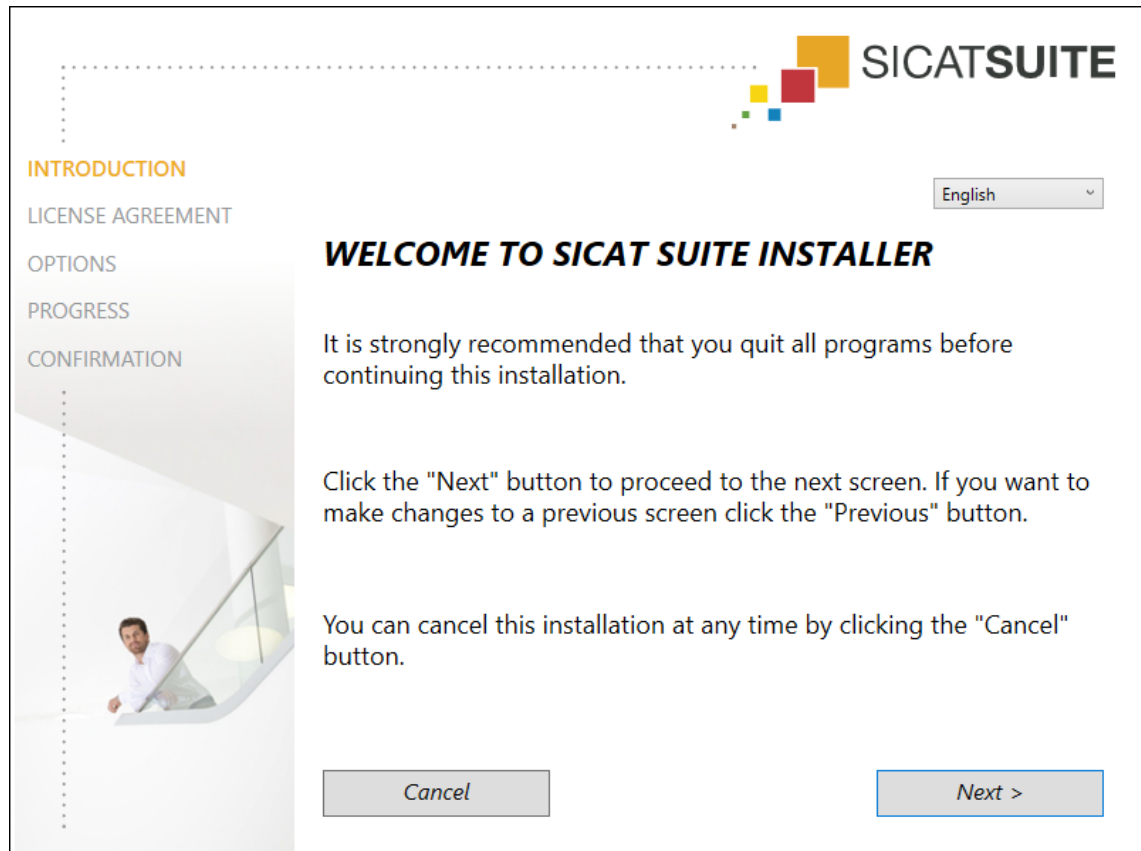 SICATSUITE
INTRODUCTION
LICENSE AGREEMENT
OPTIONS
PROGRESS
CONFIRMATION
English
WELCOME TO SICAT SUITE INSTALLER
It is strongly recommended that you quit all programs before
continuing this installation.
Click the "Next" button to proceed to the next screen. If you want to
make changes to a previous screen click the "Previous" button.
You can cancel this installation at any time by clicking the "Cancel"
button.
Cancel
Next >